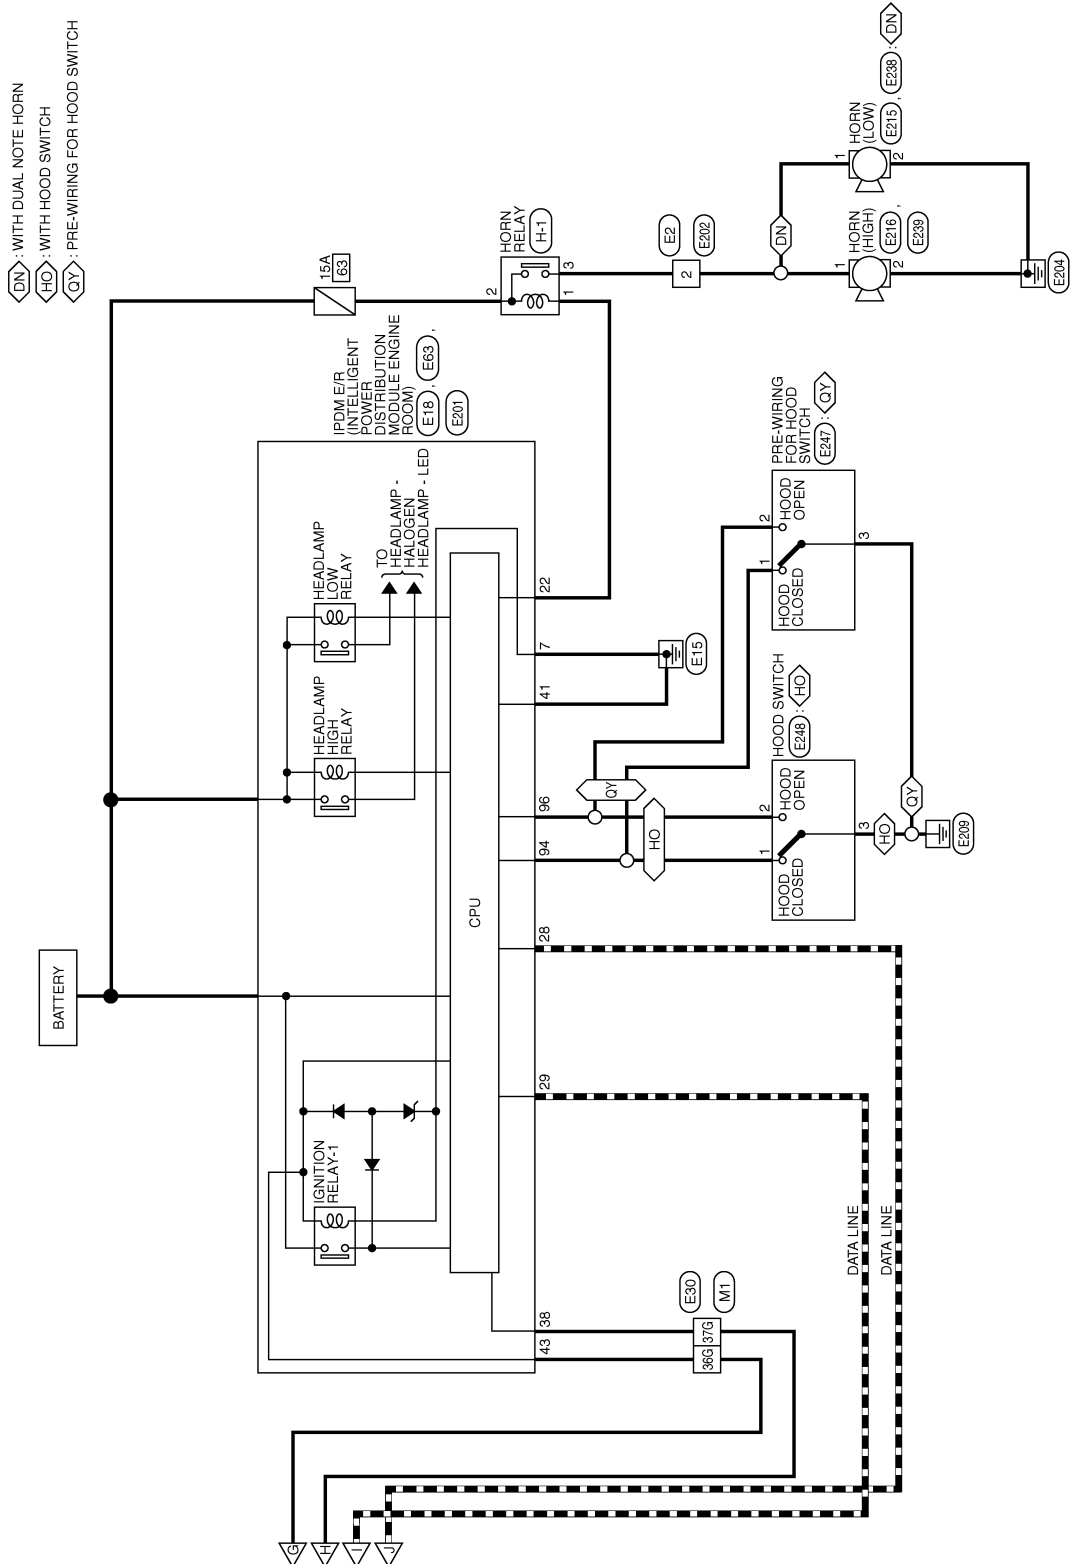 DN : WITH DUAL NOTE HORN
HO : WITH HOOD SWITCH
QY : PRE-WIRING FOR HOOD SWITCH
BATTERY
15A
63
IPDM E/R
(INTELLIGENT
POWER
DISTRIBUTION
MODULE ENGINE
ROOM)
E18 , E63 ,
E201
IGNITION
RELAY-1
HEADLAMP
HIGH
RELAY
HEADLAMP
LOW
RELAY
TO
HEADLAMP -
HALOGEN
HEADLAMP - LED
CPU
43
38
29
28
94
96
41
7
22
HORN
RELAY
H-1
2
1
3
E15
E30
M1
36G
37G
E2
E202
2
QY
HO
HOOD SWITCH
E248 : HO
1
2
HOOD
CLOSED
HOOD
OPEN
3
HO
QY
E209
PRE-WIRING
FOR HOOD
SWITCH
E247 : QY
1
2
HOOD
CLOSED
HOOD
OPEN
3
DN
HORN
(HIGH)
E216 ,
E239
1
2
HORN
(LOW)
E215 , E238 : DN
1
2
E204
DATA LINE
DATA LINE
G
H
I
J